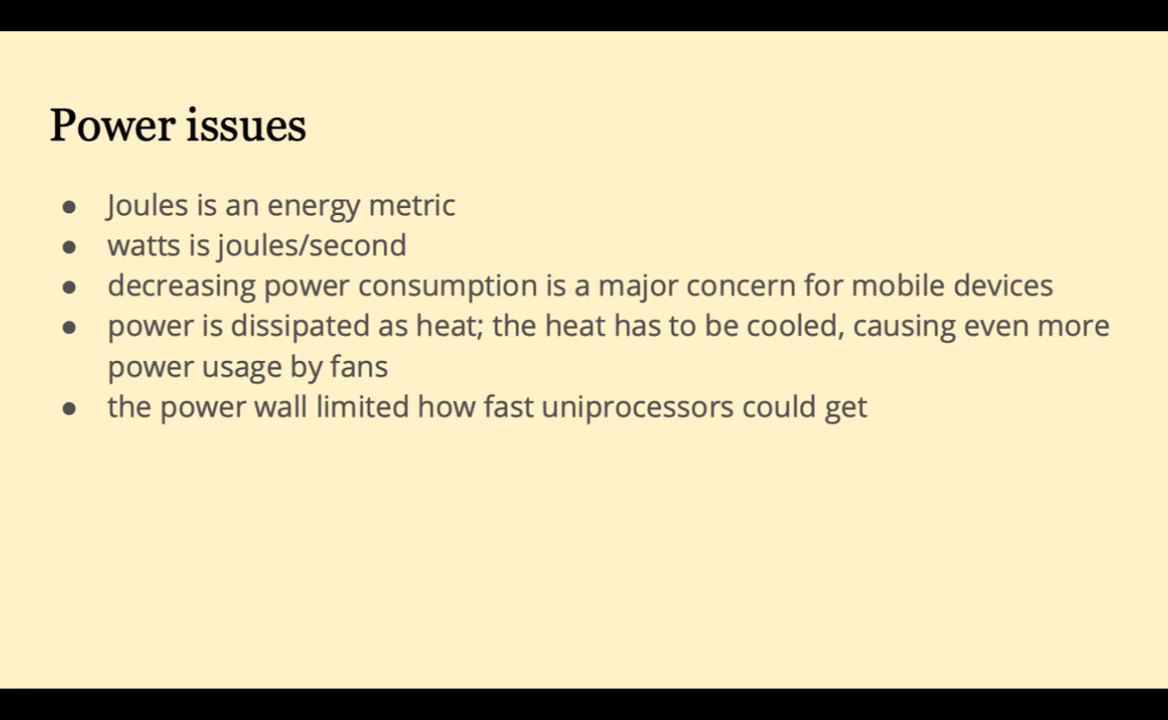 Power issues
● Joules is an energy metric
● watts is joules/second
● decreasing power consumption is a major concern for mobile devices
● power is dissipated as heat; the heat has to be cooled, causing even more
power usage by fans
● the power wall limited how fast uniprocessors could get